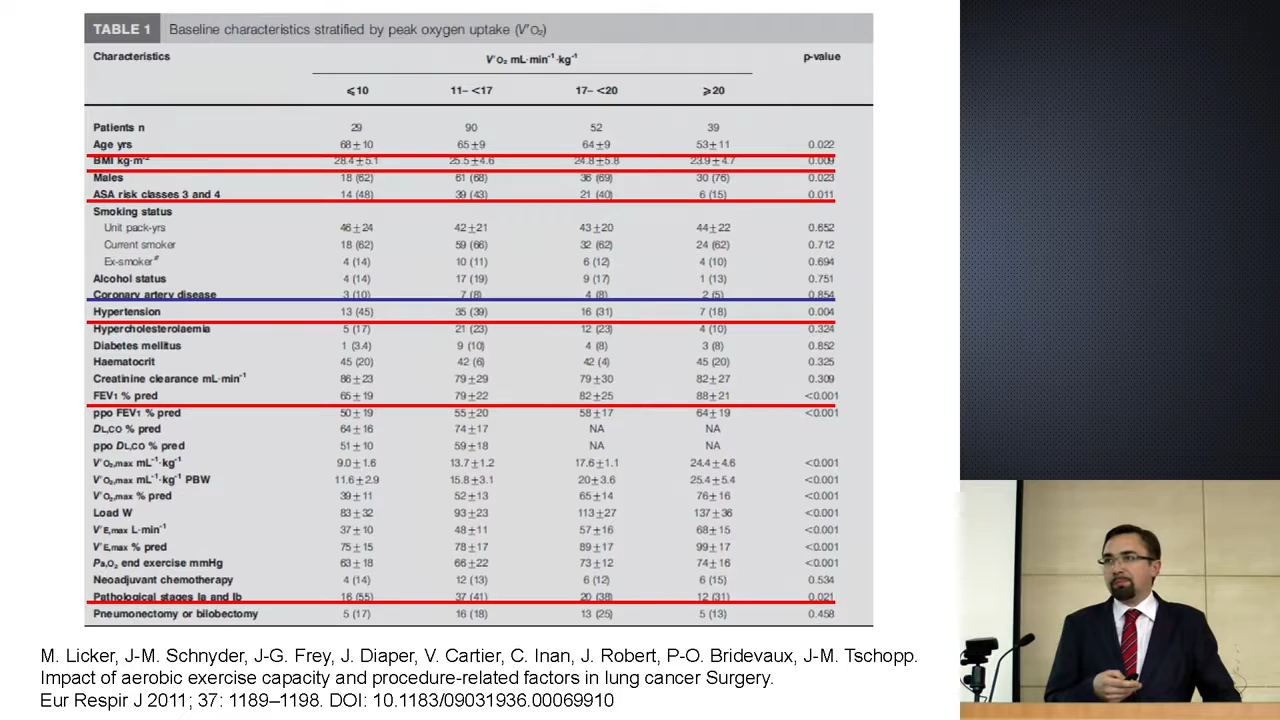 TABLE 1 Baseline characteristics stratified by peak oxygen uptake (V′O₂)
Characteristics V′O₂ mL·min⁻¹·kg⁻¹ p-value
⩽10 11–<17 17–<20 ⩾20
Patients n 29 90 52 39
Age yrs 68±10 65±9 64±9 53±11 0.022
BMI kg·m⁻² 28.4±5.1 25.5±4.6 24.8±5.8 23.9±4.7 0.009
Males 18 (62) 61 (68) 36 (69) 30 (76) 0.023
ASA risk classes 3 and 4 14 (48) 39 (43) 21 (40) 6 (15) 0.011
Smoking status
Unit pack-yrs 46±24 42±21 43±20 44±22 0.652
Current smoker 18 (62) 59 (66) 32 (62) 24 (62) 0.712
Ex-smoker# 4 (14) 10 (11) 6 (12) 4 (10) 0.694
Alcohol status 4 (14) 17 (19) 9 (17) 1 (13) 0.751
Coronary artery disease 3 (10) 7 (8) 4 (8) 2 (5) 0.854
Hypertension 13 (45) 35 (39) 16 (31) 7 (18) 0.004
Hypercholesterolaemia 5 (17) 21 (23) 12 (23) 4 (10) 0.324
Diabetes mellitus 1 (3.4) 9 (10) 4 (8) 3 (8) 0.852
Haematocrit 45 (20) 42 (6) 42 (4) 45 (20) 0.325
Creatinine clearance mL·min⁻¹ 86±23 79±29 79±30 82±27 0.309
FEV1 % pred 65±19 79±22 82±25 88±21 <0.001
ppo FEV1 % pred 50±19 55±20 58±17 64±19 <0.001
DL,CO % pred 64±16 74±17 NA NA
ppo DL,CO % pred 51±10 59±18 NA NA
V′O₂,max mL⁻¹·kg⁻¹ 9.0±1.6 13.7±1.2 17.6±1.1 24.4±4.6 <0.001
V′O₂,max mL⁻¹·kg⁻¹ PBW 11.6±2.9 15.8±3.1 20±3.6 25.4±5.4 <0.001
V′O₂,max % pred 39±11 52±13 65±14 76±16 <0.001
Load W 83±32 93±23 113±27 137±36 <0.001
V′E,max L·min⁻¹ 37±10 48±11 57±16 68±15 <0.001
V′E,max % pred 75±15 78±17 89±17 99±17 <0.001
Pa,O₂ end exercise mmHg 63±18 66±22 73±12 74±16 <0.001
Neoadjuvant chemotherapy 4 (14) 12 (13) 6 (12) 6 (15) 0.534
Pathological stages Ia and Ib 16 (55) 37 (41) 20 (38) 12 (31) 0.021
Pneumonectomy or bilobectomy 5 (17) 16 (18) 13 (25) 5 (13) 0.458
M. Licker, J-M. Schnyder, J-G. Frey, J. Diaper, V. Cartier, C. Inan, J. Robert, P-O. Bridevaux, J-M. Tschopp.
Impact of aerobic exercise capacity and procedure-related factors in lung cancer Surgery.
Eur Respir J 2011; 37: 1189–1198. DOI: 10.1183/09031936.00069910